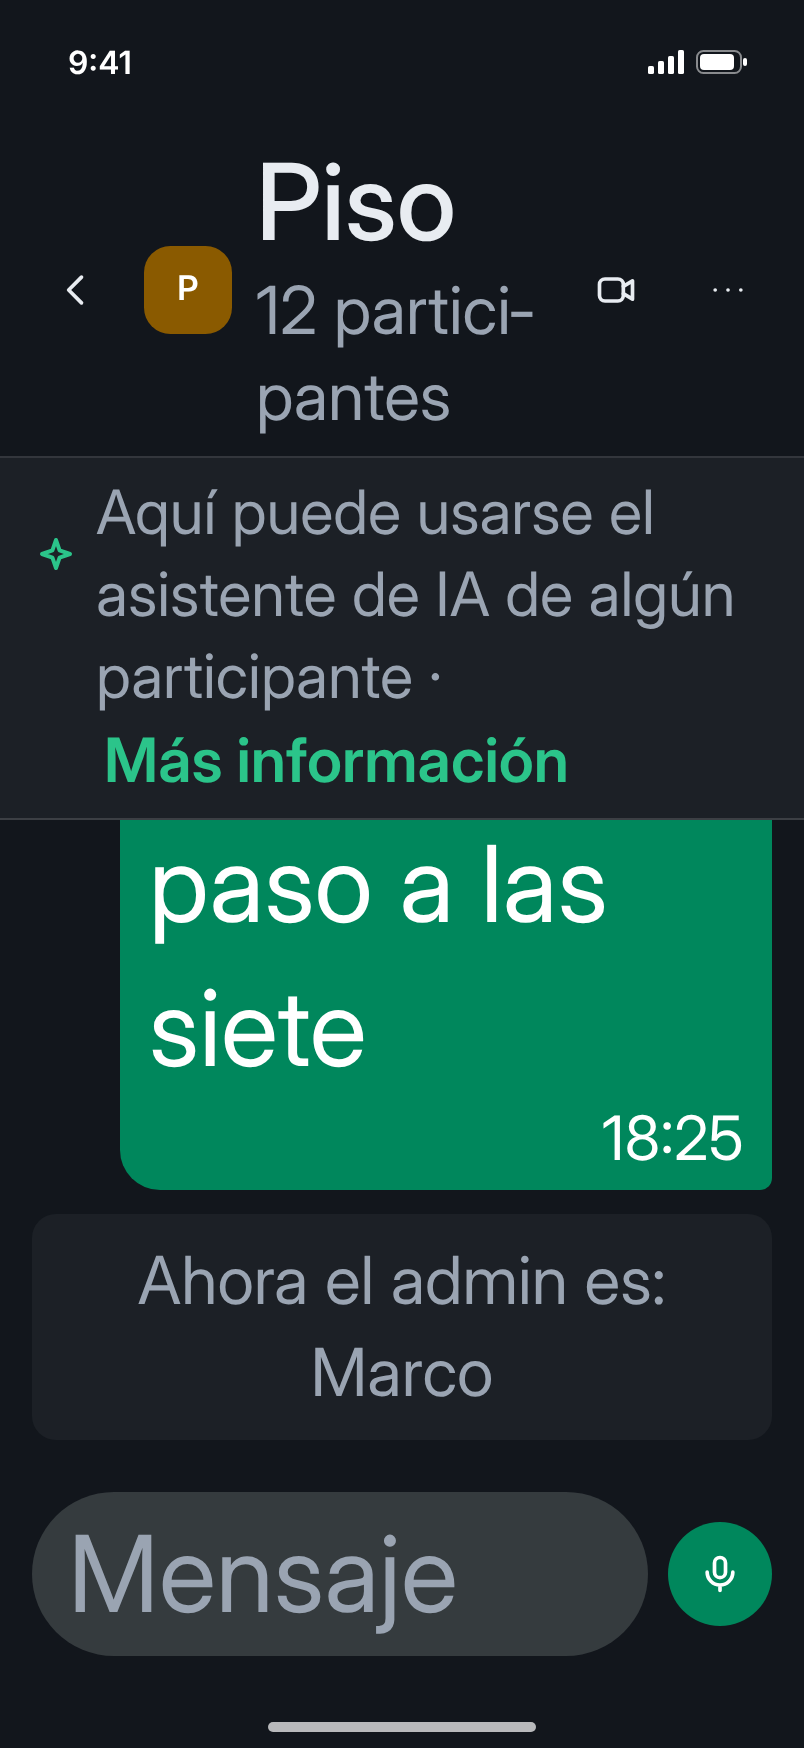 9:41
Piso
P
12 partici-
pantes
Aquí puede usarse el
asistente de IA de algún
participante ·
Más información
paso a las
siete
18:25
Ahora el admin es:
Marco
Mensaje